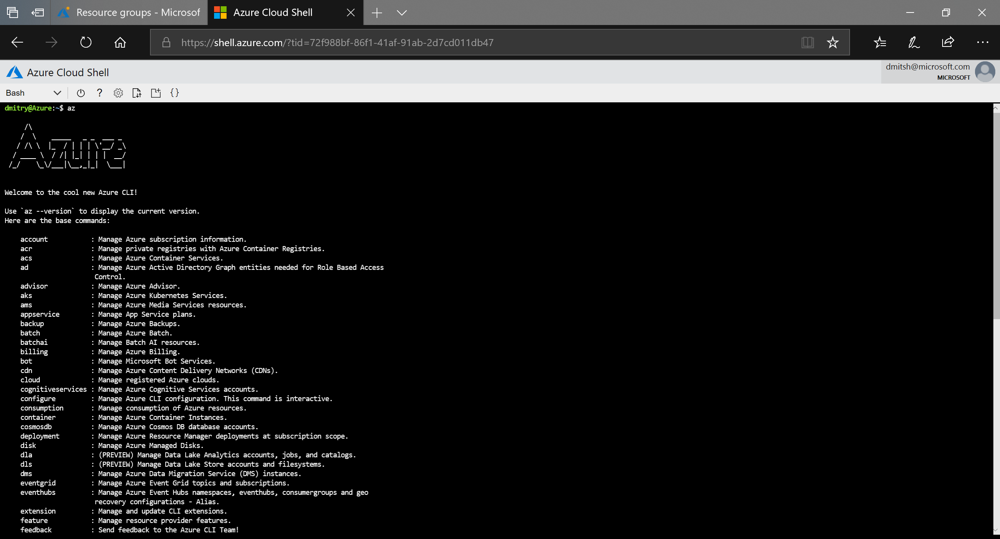 Resource groups - Microsof
Azure Cloud Shell
https://shell.azure.com/?tid=72f988bf-86f1-41af-91ab-2d7cd011db47
Azure Cloud Shell
dmitsh@microsoft.com
MICROSOFT
Bash
dmitry@Azure:~$ az
Azure
Welcome to the cool new Azure CLI!
Use `az --version` to display the current version.
Here are the base commands:
account : Manage Azure subscription information.
acr : Manage private registries with Azure Container Registries.
acs : Manage Azure Container Services.
ad : Manage Azure Active Directory Graph entities needed for Role Based Access
Control.
advisor : Manage Azure Advisor.
aks : Manage Azure Kubernetes Services.
ams : Manage Azure Media Services resources.
appservice : Manage App Service plans.
backup : Manage Azure Backups.
batch : Manage Azure Batch.
batchai : Manage Batch AI resources.
billing : Manage Azure Billing.
bot : Manage Microsoft Bot Services.
cdn : Manage Azure Content Delivery Networks (CDNs).
cloud : Manage registered Azure clouds.
cognitiveservices : Manage Azure Cognitive Services accounts.
configure : Manage Azure CLI configuration. This command is interactive.
consumption : Manage consumption of Azure resources.
container : Manage Azure Container Instances.
cosmosdb : Manage Azure Cosmos DB database accounts.
deployment : Manage Azure Resource Manager deployments at subscription scope.
disk : Manage Azure Managed Disks.
dla : (PREVIEW) Manage Data Lake Analytics accounts, jobs, and catalogs.
dls : (PREVIEW) Manage Data Lake Store accounts and filesystems.
dms : Manage Azure Data Migration Service (DMS) instances.
eventgrid : Manage Azure Event Grid topics and subscriptions.
eventhubs : Manage Azure Event Hubs namespaces, eventhubs, consumergroups and geo
recovery configurations - Alias.
extension : Manage and update CLI extensions.
feature : Manage resource provider features.
feedback : Send feedback to the Azure CLI Team!